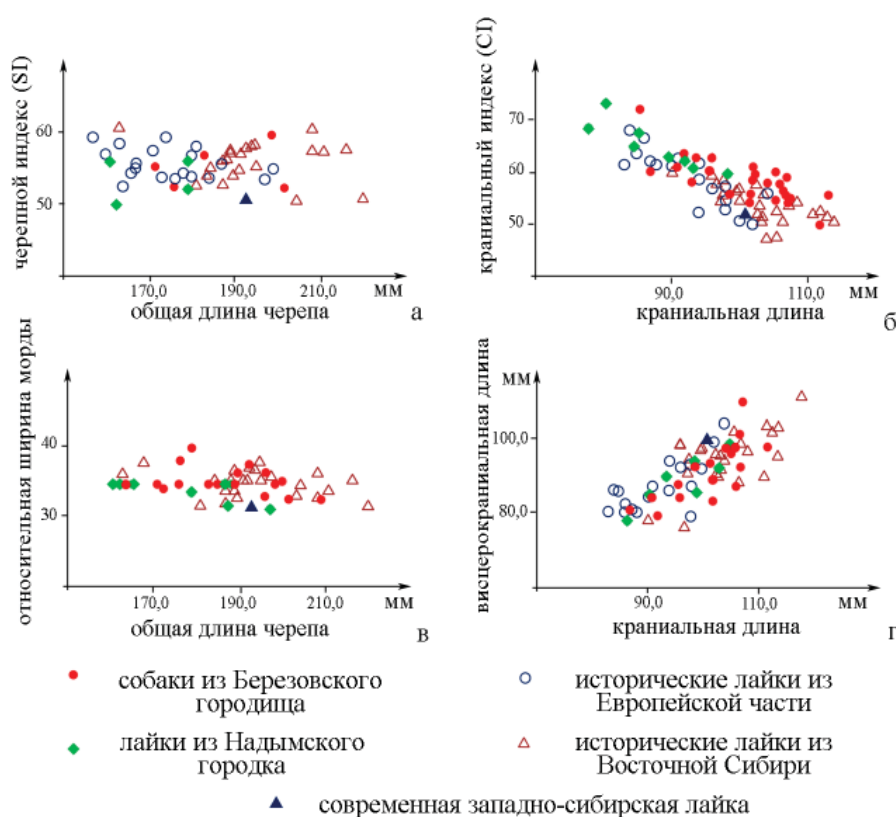 черепной индекс (SI)
60
50
170,0 190,0 210,0 мм
общая длина черепа
а
краниальный индекс (CI)
70
60
50
90,0 110,0 мм
краниальная длина
б
относительная ширина морды
40
30
170,0 190,0 210,0 мм
общая длина черепа
в
висцерокраниальная длина
мм
100,0
80,0
90,0 110,0 мм
краниальная длина
г
собаки из Березовского
городища
исторические лайки из
Европейской части
лайки из Надымского
городка
исторические лайки из
Восточной Сибири
современная западно-сибирская лайка